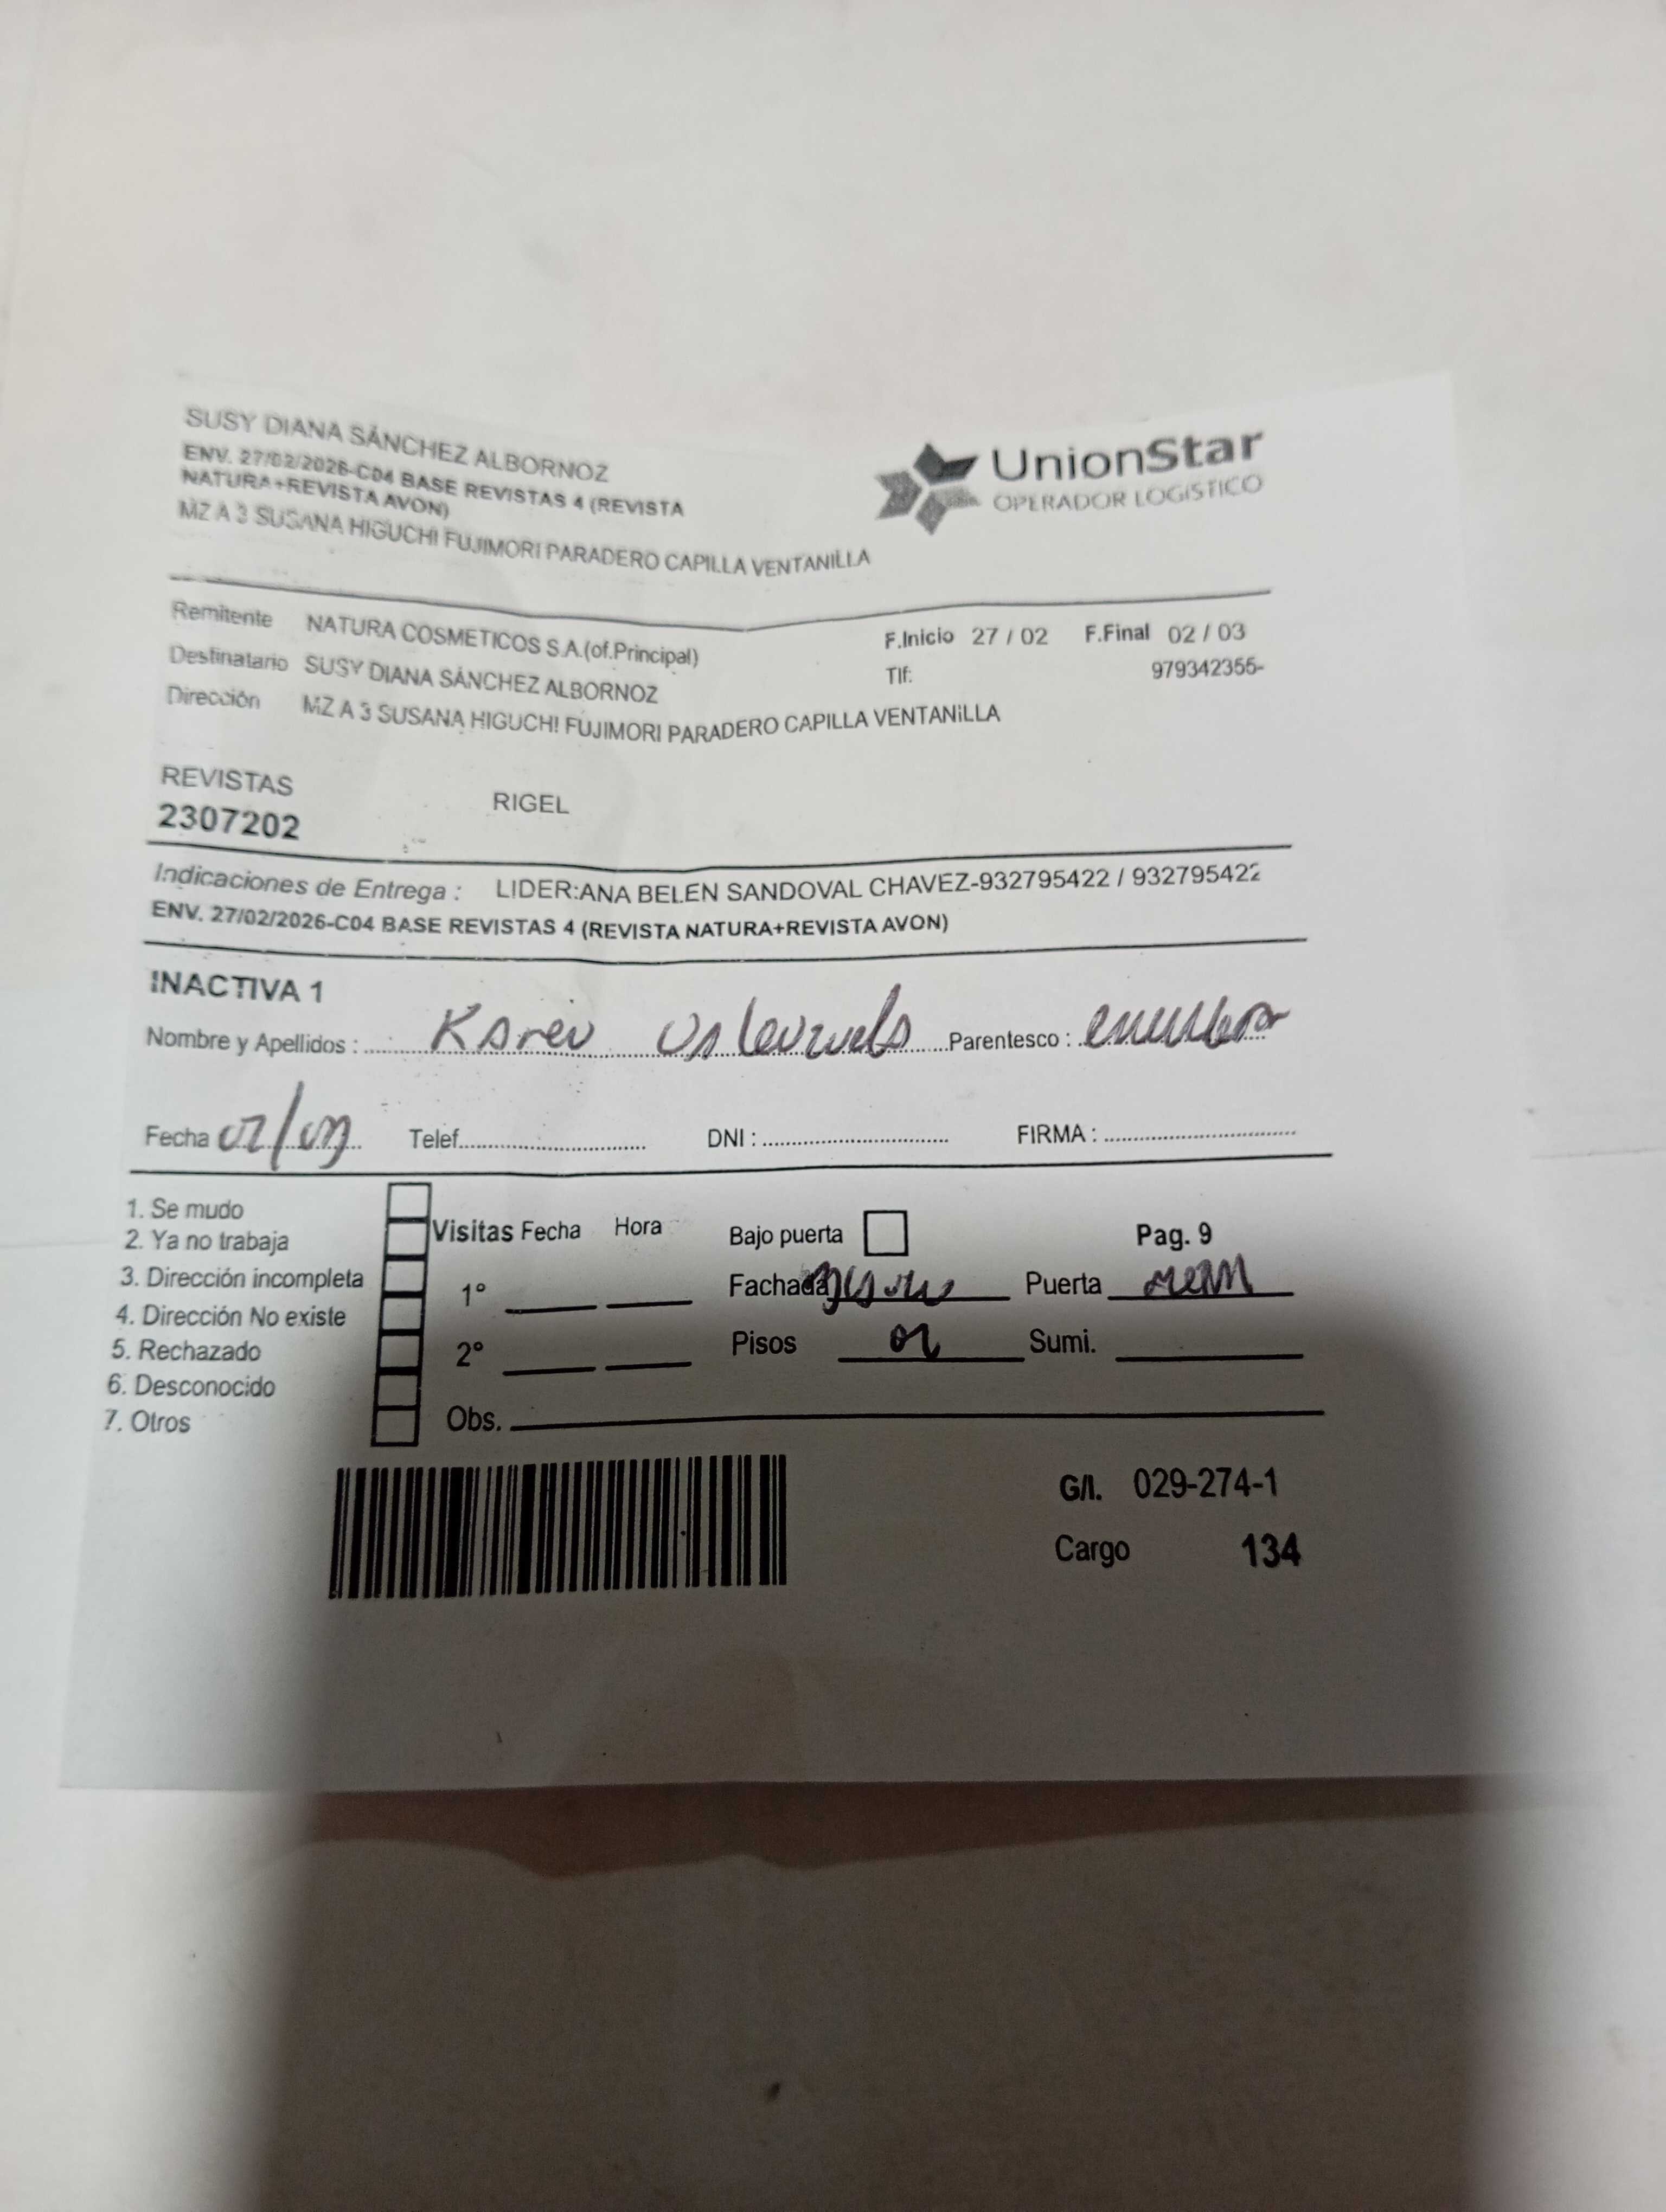 SUSY DIANA SÁNCHEZ ALBORNOZ
ENV. 27/02/2026-C04 BASE REVISTAS 4 (REVISTA
NATURA+REVISTA AVON)
MZ A 3 SUSANA HIGUCHI FUJIMORI PARADERO CAPILLA VENTANILLA
UnionStar
OPERADOR LOGISTICO
Remitente NATURA COSMETICOS S.A.(of.Principal) F.Inicio 27 / 02 F.Final 02 / 03
Destinatario SUSY DIANA SÁNCHEZ ALBORNOZ Tlf: 979342355-
Dirección MZ A 3 SUSANA HIGUCHI FUJIMORI PARADERO CAPILLA VENTANILLA
REVISTAS RIGEL
2307202
Indicaciones de Entrega : LIDER:ANA BELEN SANDOVAL CHAVEZ-932795422 / 932795422
ENV. 27/02/2026-C04 BASE REVISTAS 4 (REVISTA NATURA+REVISTA AVON)
INACTIVA 1
Nombre y Apellidos : Karen Parentesco :
Fecha 02/03 Telef. DNI : FIRMA :
1. Se mudo
2. Ya no trabaja
3. Dirección incompleta
4. Dirección No existe
5. Rechazado
6. Desconocido
7. Otros
Visitas Fecha Hora Bajo puerta Pag. 9
1° Fachada Puerta
2° Pisos 02 Sumi.
Obs.
G/I. 029-274-1
Cargo 134